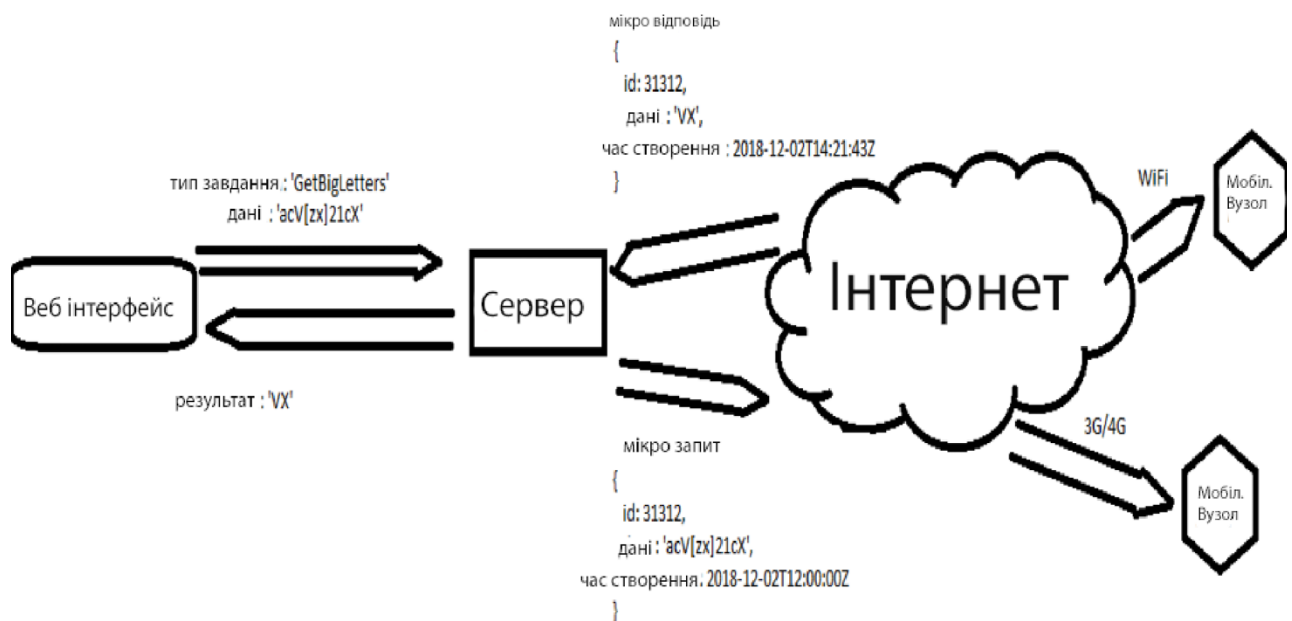 мікро відповідь
{
id: 31312,
дані : 'VX',
час створення : 2018-12-02T14:21:43Z
}
тип завдання.: 'GetBigLetters'
дані : 'acV[zx]21cX'
Веб інтерфейс
Сервер
Інтернет
WiFi
Мобіл.
Вузол
результат : 'VX'
3G/4G
Мобіл.
Вузол
мікро запит
{
id: 31312,
дані : 'acV[zx]21cX',
час створення: 2018-12-02T12:00:00Z
}